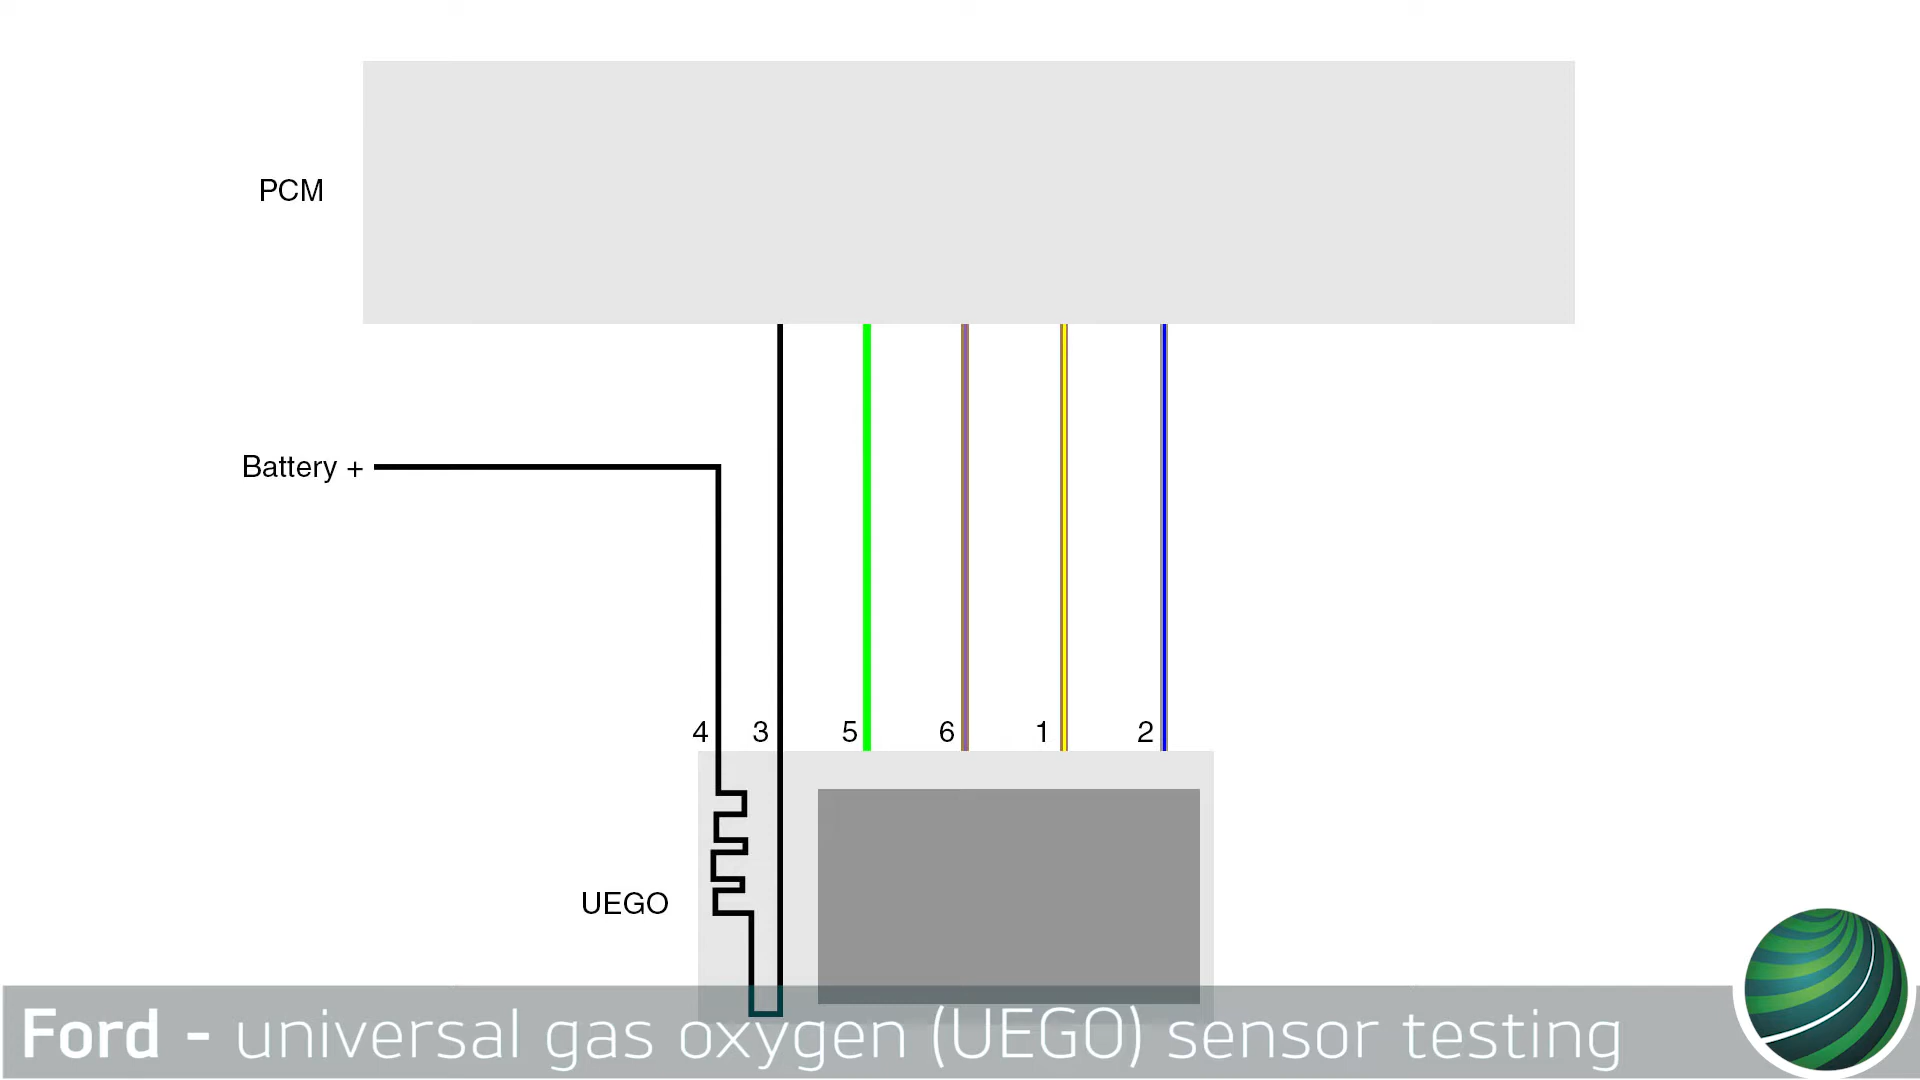 PCM
Battery +
4 3 5 6 1 2
UEGO
Ford - universal gas oxygen (UEGO) sensor testing